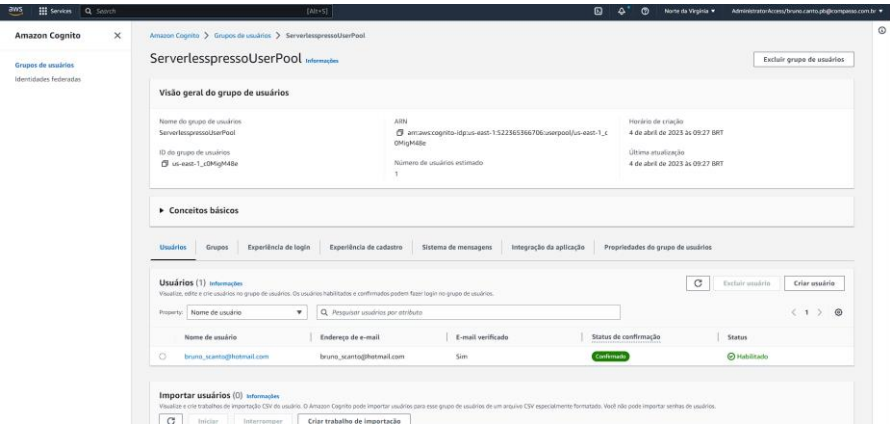 aws
Services
Search
[Alt+S]
Norte da Virgínia
AdministratorAccess/bruno.canto.pb@compasso.com.br
Amazon Cognito
Grupos de usuários
Identidades federadas
Amazon Cognito > Grupos de usuários > ServerlesspressoUserPool
ServerlesspressoUserPool Informações
Excluir grupo de usuários
Visão geral do grupo de usuários
Nome do grupo de usuários
ServerlesspressoUserPool
ID do grupo de usuários
us-east-1_c0MigM48e
ARN
arn:aws:cognito-idp:us-east-1:522365366706:userpool/us-east-1_c
0MigM48e
Número de usuários estimado
1
Horário de criação
4 de abril de 2023 às 09:27 BRT
Última atualização
4 de abril de 2023 às 09:27 BRT
Conceitos básicos
Usuários
Grupos
Experiência de login
Experiência de cadastro
Sistema de mensagens
Integração da aplicação
Propriedades do grupo de usuários
Usuários (1) Informações
Visualize, edite e crie usuários no grupo de usuários. Os usuários habilitados e confirmados podem fazer login no grupo de usuários.
Excluir usuário
Criar usuário
Property: Nome de usuário
Pesquisar usuários por atributo
< 1 >
Nome de usuário
Endereço de e-mail
E-mail verificado
Status de confirmação
Status
bruno_scanto@hotmail.com
bruno_scanto@hotmail.com
Sim
Confirmado
Habilitado
Importar usuários (0) Informações
Visualize e crie trabalhos de importação CSV do usuário. O Amazon Cognito pode importar usuários para esse grupo de usuários de um arquivo CSV especialmente formatado. Você não pode importar senhas de usuários.
Iniciar
Interromper
Criar trabalho de importação